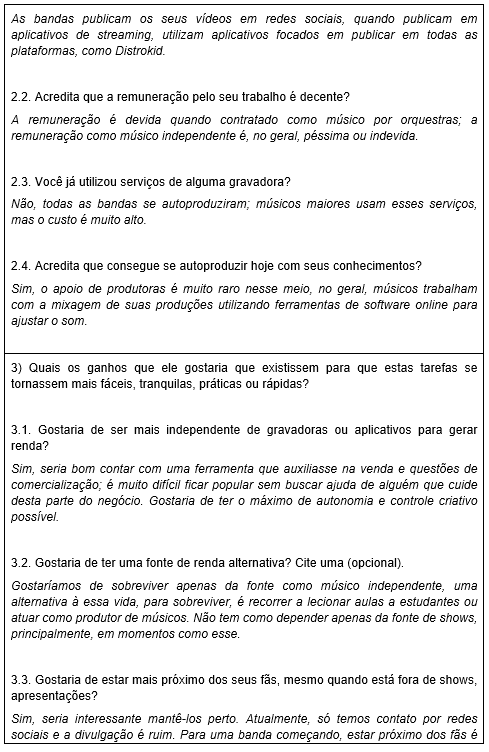 As bandas publicam os seus vídeos em redes sociais, quando publicam em
aplicativos de streaming, utilizam aplicativos focados em publicar em todas as
plataformas, como Distrokid.
2.2. Acredita que a remuneração pelo seu trabalho é decente?
A remuneração é devida quando contratado como músico por orquestras; a
remuneração como músico independente é, no geral, péssima ou indevida.
2.3. Você já utilizou serviços de alguma gravadora?
Não, todas as bandas se autoproduziram; músicos maiores usam esses serviços,
mas o custo é muito alto.
2.4. Acredita que consegue se autoproduzir hoje com seus conhecimentos?
Sim, o apoio de produtoras é muito raro nesse meio, no geral, músicos trabalham
com a mixagem de suas produções utilizando ferramentas de software online para
ajustar o som.
3) Quais os ganhos que ele gostaria que existissem para que estas tarefas se
tornassem mais fáceis, tranquilas, práticas ou rápidas?
3.1. Gostaria de ser mais independente de gravadoras ou aplicativos para gerar
renda?
Sim, seria bom contar com uma ferramenta que auxiliasse na venda e questões de
comercialização; é muito difícil ficar popular sem buscar ajuda de alguém que cuide
desta parte do negócio. Gostaria de ter o máximo de autonomia e controle criativo
possível.
3.2. Gostaria de ter uma fonte de renda alternativa? Cite uma (opcional).
Gostaríamos de sobreviver apenas da fonte como músico independente, uma
alternativa à essa vida, para sobreviver, é recorrer a lecionar aulas a estudantes ou
atuar como produtor de músicos. Não tem como depender apenas da fonte de shows,
principalmente, em momentos como esse.
3.3. Gostaria de estar mais próximo dos seus fãs, mesmo quando está fora de shows,
apresentações?
Sim, seria interessante mantê-los perto. Atualmente, só temos contato por redes
sociais e a divulgação é ruim. Para uma banda começando, estar próximo dos fãs é